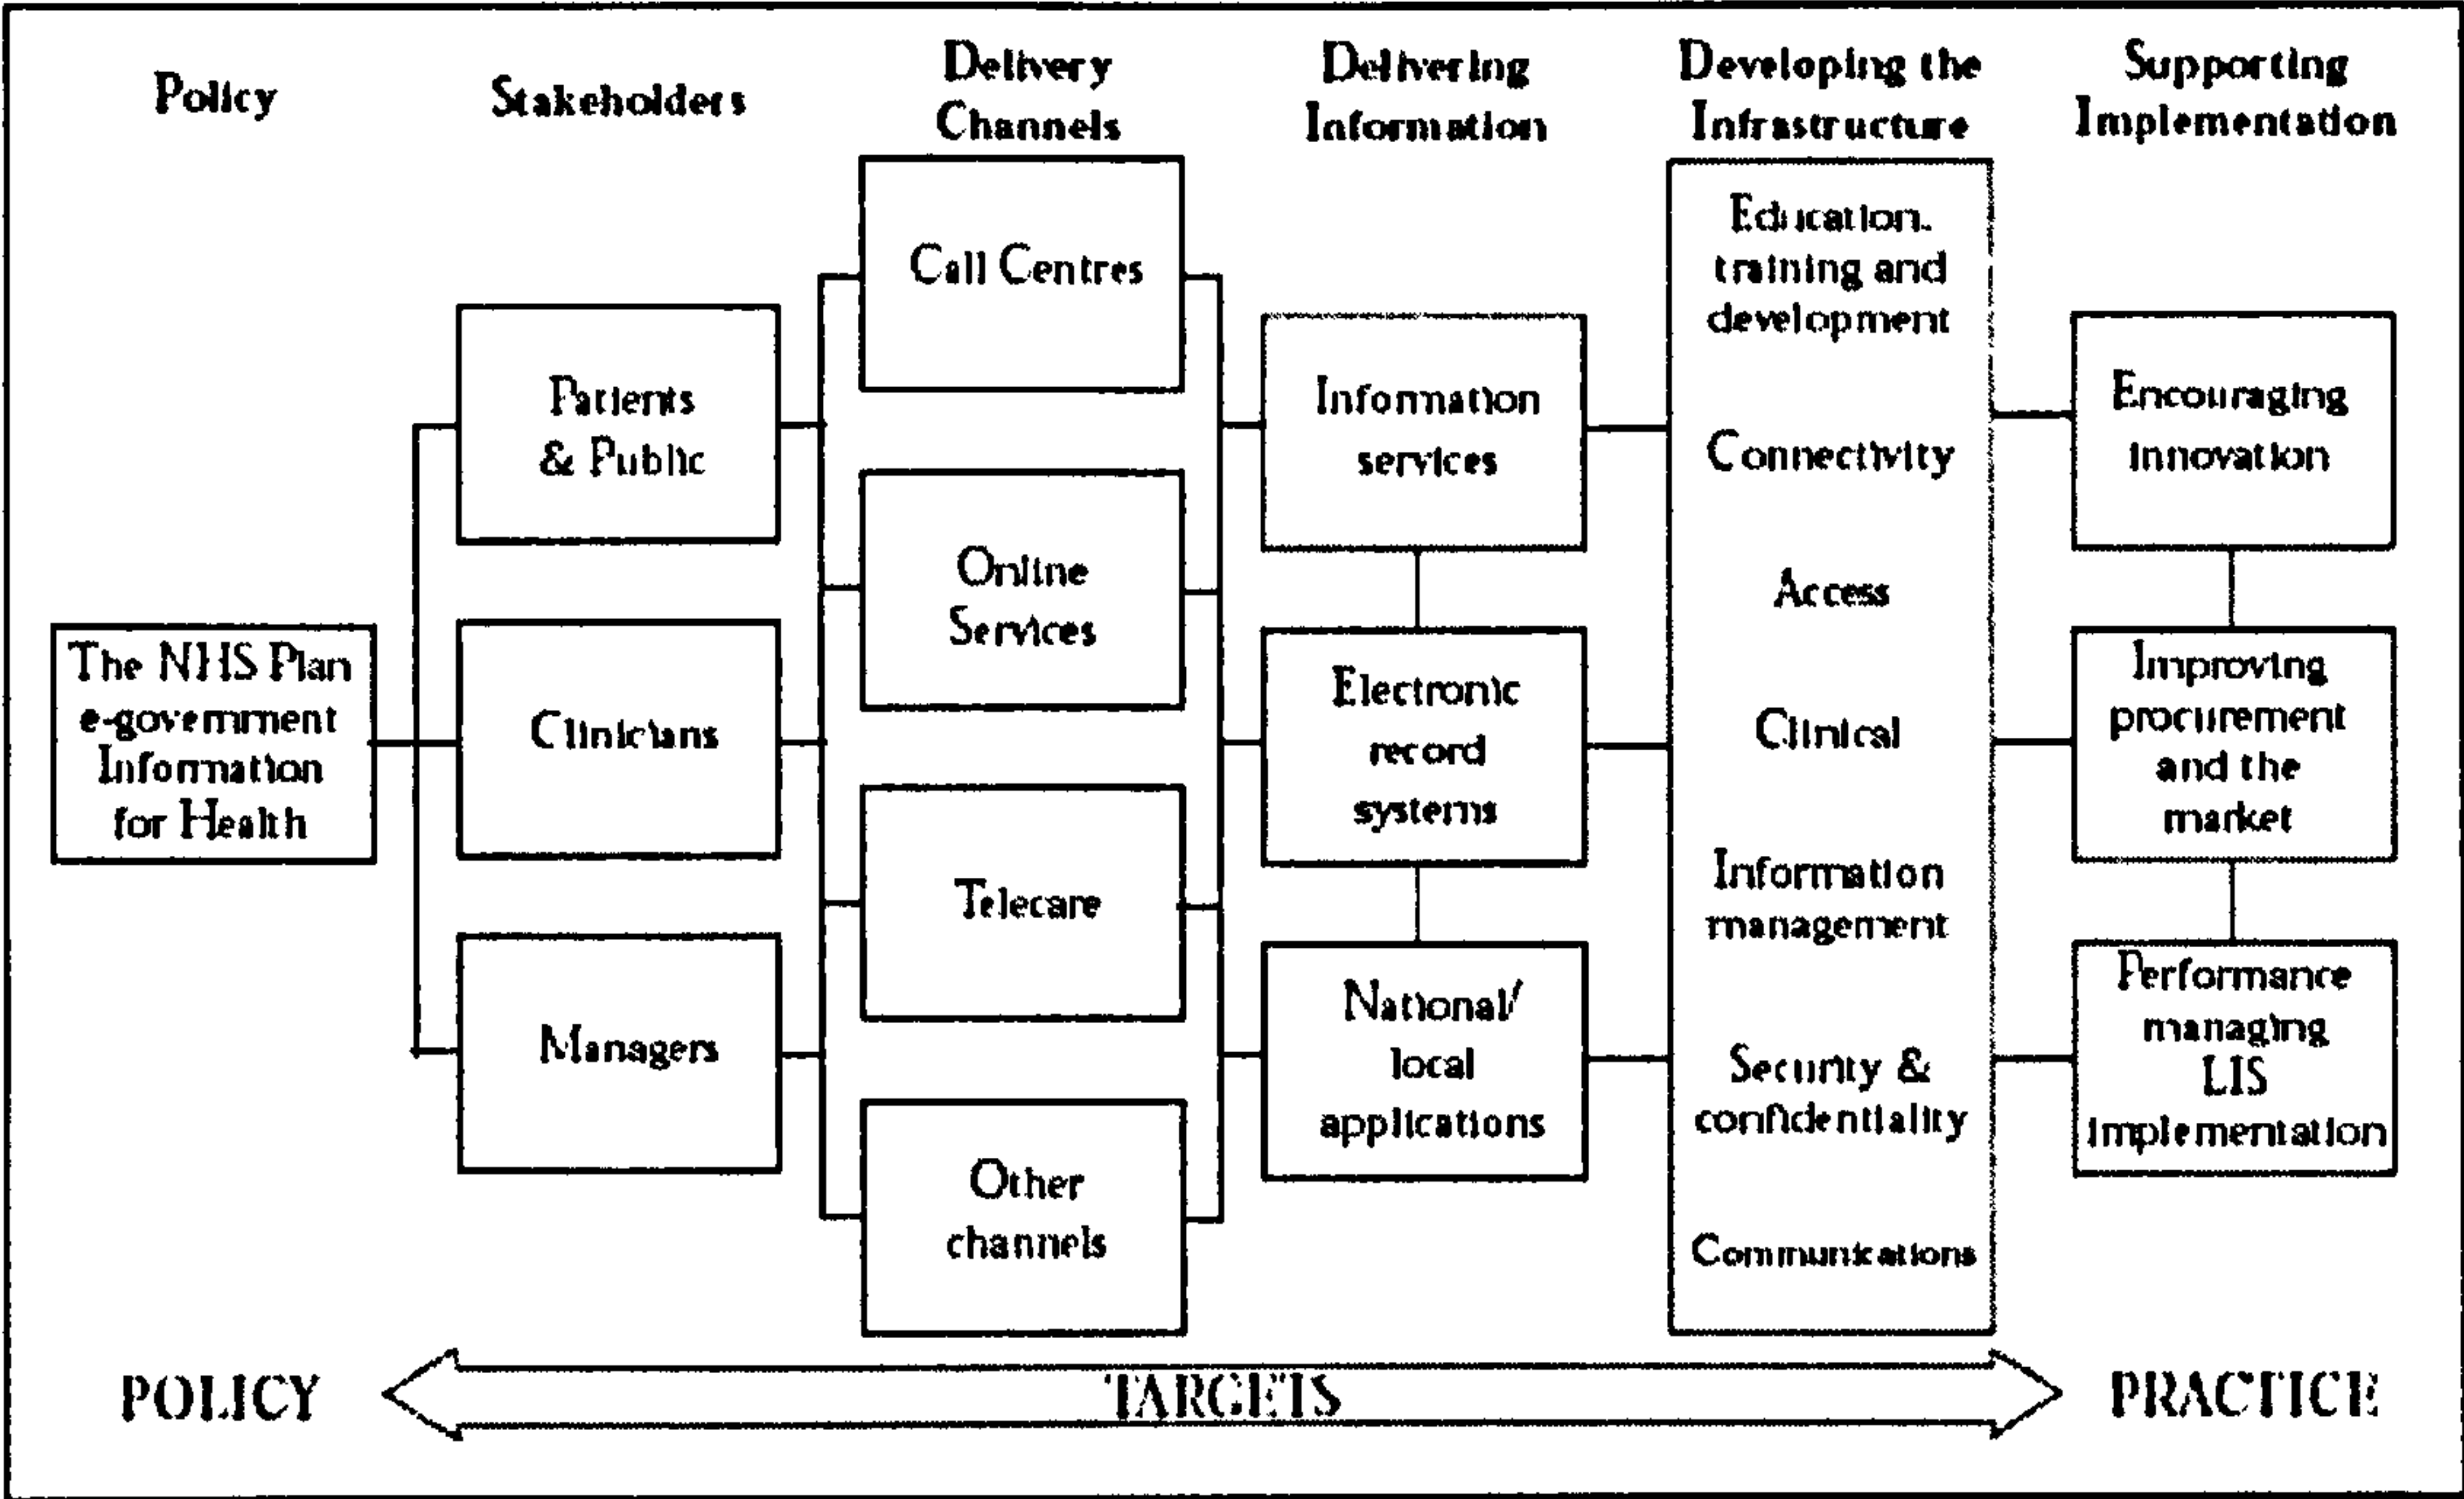 Policy
Stakeholders
Delivery
Channels
Delivering
Information
Developing the
Infrastructure
Supporting
Implementation
The NHS Plan
e-government
Information
for Health
Patients
& Public
Clinicians
Managers
Call Centres
Online
Services
Telecare
Other
channels
Information
services
Electronic
record
systems
National/
local
applications
Education,
training and
development
Connectivity
Access
Clinical
Information
management
Security &
confidentiality
Communications
Encouraging
innovation
Improving
procurement
and the
market
Performance
managing
LIS
implementation
POLICY
TARGETS
PRACTICE